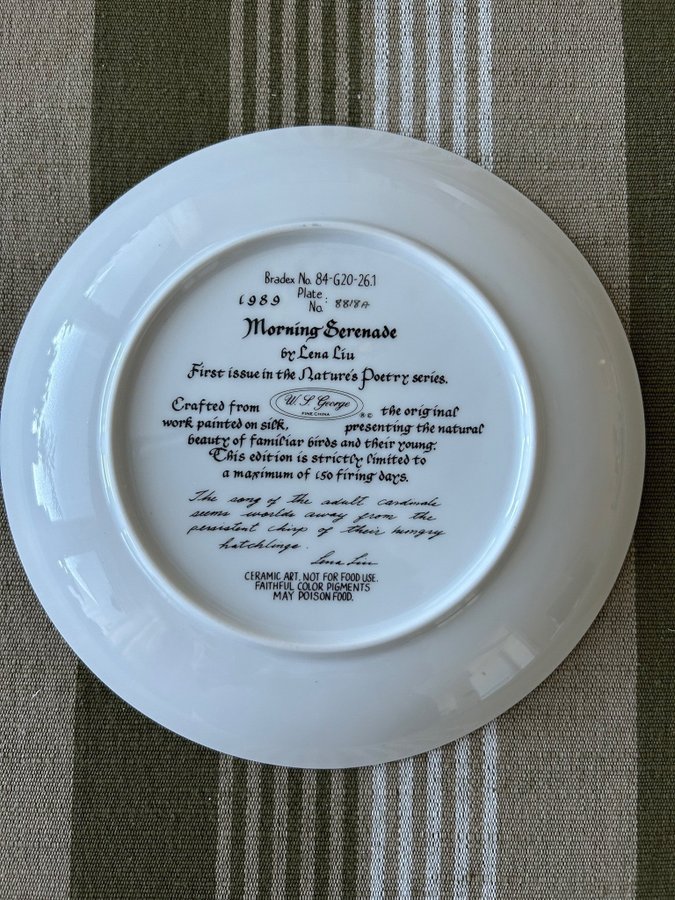 Bradex No. 84-G20-26.1
1989 Plate No.: 8818A
Morning Serenade
by Lena Liu
First issue in the Nature's Poetry series.
Crafted from W. S. George FINE CHINA ® © the original
work painted on silk, presenting the natural
beauty of familiar birds and their young.
This edition is strictly limited to
a maximum of 150 firing days.
The song of the adult cardinals
seems worlds away from the
persistent chirp of their hungry
hatchlings.
Lena Liu
CERAMIC ART, NOT FOR FOOD USE.
FAITHFUL COLOR PIGMENTS
MAY POISON FOOD.